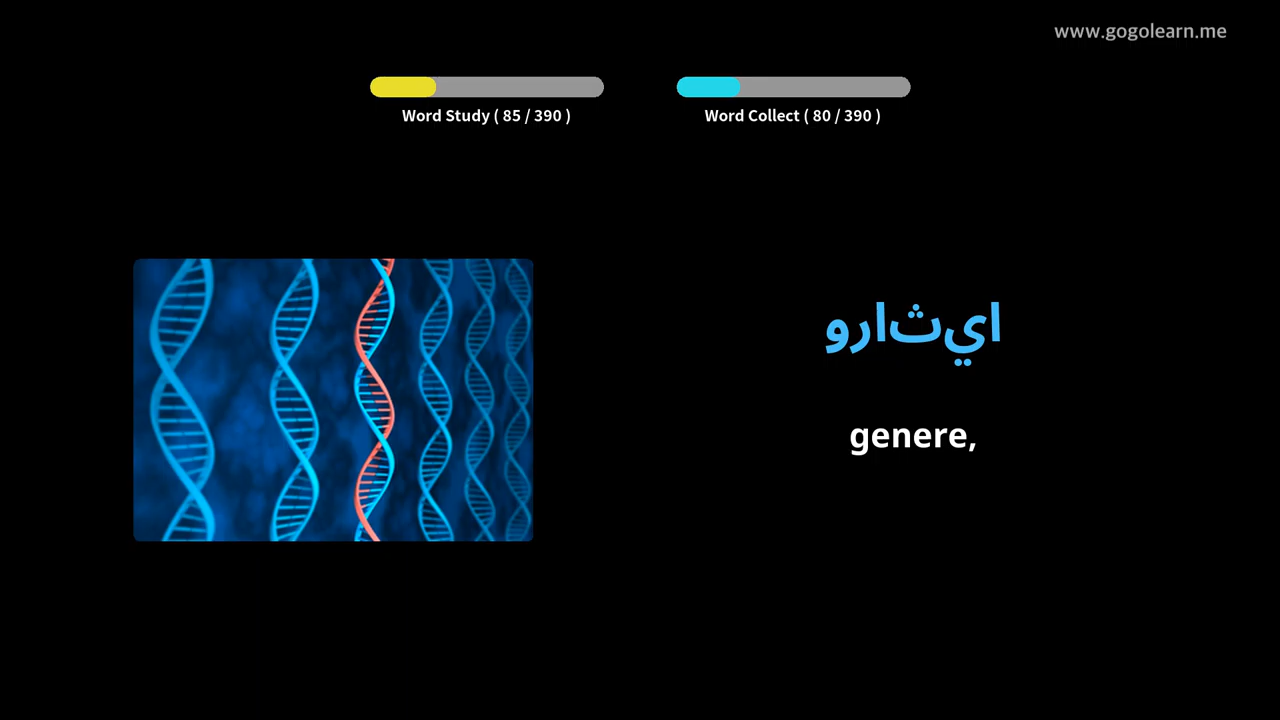 www.gogolearn.me
Word Study ( 85 / 390 )
Word Collect ( 80 / 390 )
ايثارو
genere,